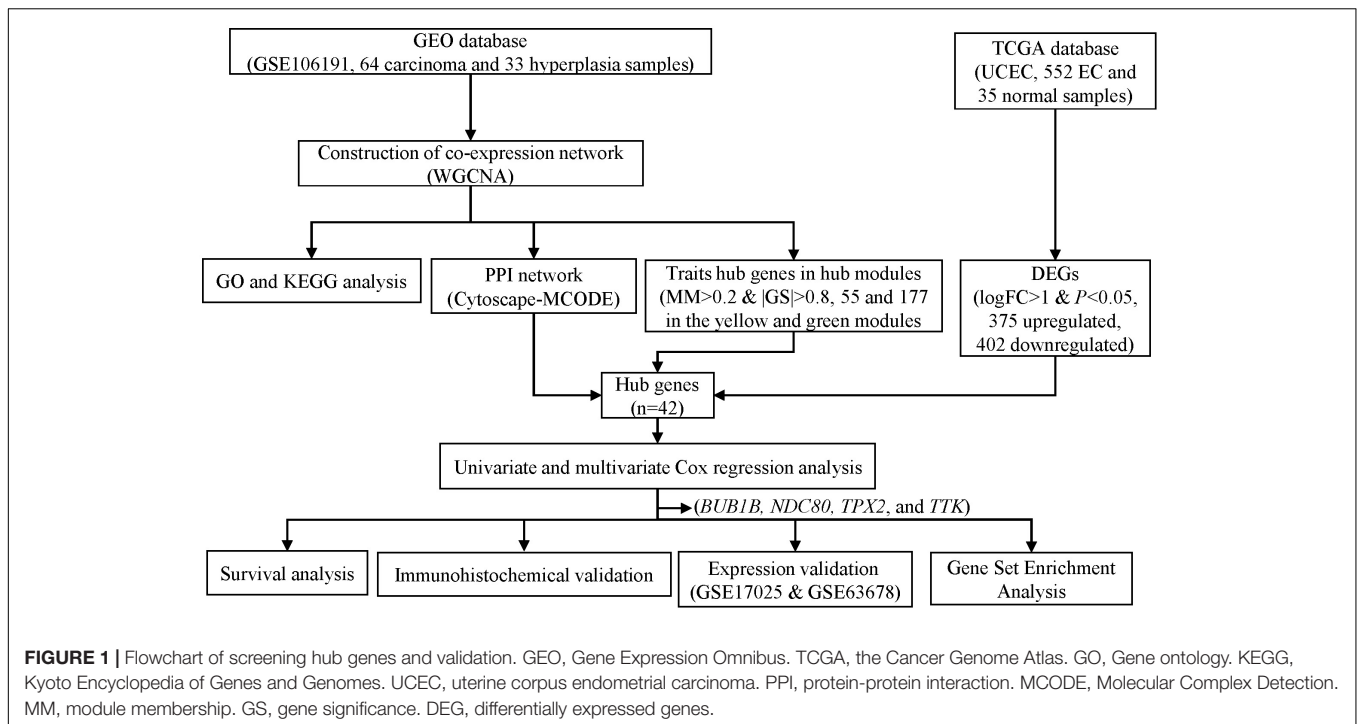 GEO database
(GSE106191, 64 carcinoma and 33 hyperplasia samples)
TCGA database
(UCEC, 552 EC and
35 normal samples)
Construction of co-expression network
(WGCNA)
GO and KEGG analysis
PPI network
(Cytoscape-MCODE)
Traits hub genes in hub modules
(MM>0.2 & |GS|>0.8, 55 and 177
in the yellow and green modules
DEGs
(logFC>1 & P<0.05,
375 upregulated,
402 downregulated)
Hub genes
(n=42)
Univariate and multivariate Cox regression analysis
(BUB1B, NDC80, TPX2, and TTK)
Survival analysis
Immunohistochemical validation
Expression validation
(GSE17025 & GSE63678)
Gene Set Enrichment
Analysis
FIGURE 1 | Flowchart of screening hub genes and validation. GEO, Gene Expression Omnibus. TCGA, the Cancer Genome Atlas. GO, Gene ontology. KEGG,
Kyoto Encyclopedia of Genes and Genomes. UCEC, uterine corpus endometrial carcinoma. PPI, protein-protein interaction. MCODE, Molecular Complex Detection.
MM, module membership. GS, gene significance. DEG, differentially expressed genes.